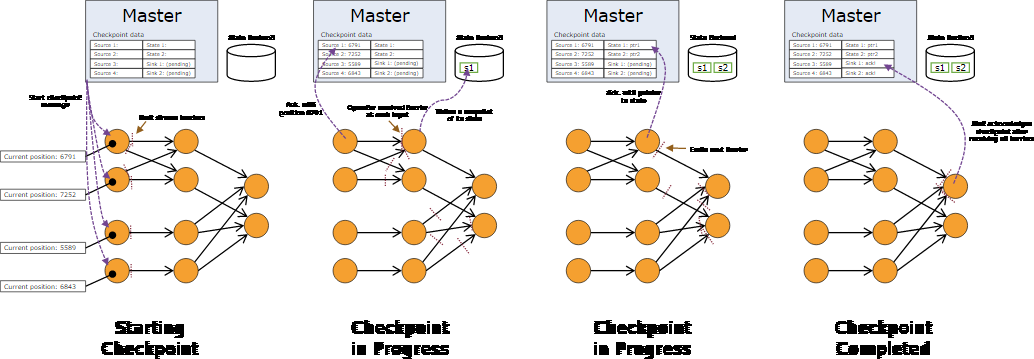 Master
Checkpoint data
Source 1:
State 1:
Source 2:
State 2:
Source 3:
Sink 1: (pending)
Source 4:
Sink 2: (pending)
State Backend
Start checkpoint
message
Emit stream barriers
Current position: 6791
Current position: 7252
Current position: 5589
Current position: 6843
Starting
Checkpoint
Master
Checkpoint data
Source 1: 6791
State 1:
Source 2: 7252
State 2:
Source 3: 5589
Sink 1: (pending)
Source 4: 6843
Sink 2: (pending)
State Backend
s1
Ack. with
position 6791
Operator received barrier
at each input
Writes a snapshot
of its state
Checkpoint
in Progress
Master
Checkpoint data
Source 1: 6791
State 1: ptr1
Source 2: 7252
State 2: ptr2
Source 3: 5589
Sink 1: (pending)
Source 4: 6843
Sink 2: (pending)
State Backend
s1
s2
Ack. with pointer
to state
Emits next barrier
Checkpoint
in Progress
Master
Checkpoint data
Source 1: 6791
State 1: ptr1
Source 2: 7252
State 2: ptr2
Source 3: 5589
Sink 1: ack!
Source 4: 6843
Sink 2: ack!
State Backend
s1
s2
Sink acknowledges
checkpoint after
receiving all barriers
Checkpoint
Completed